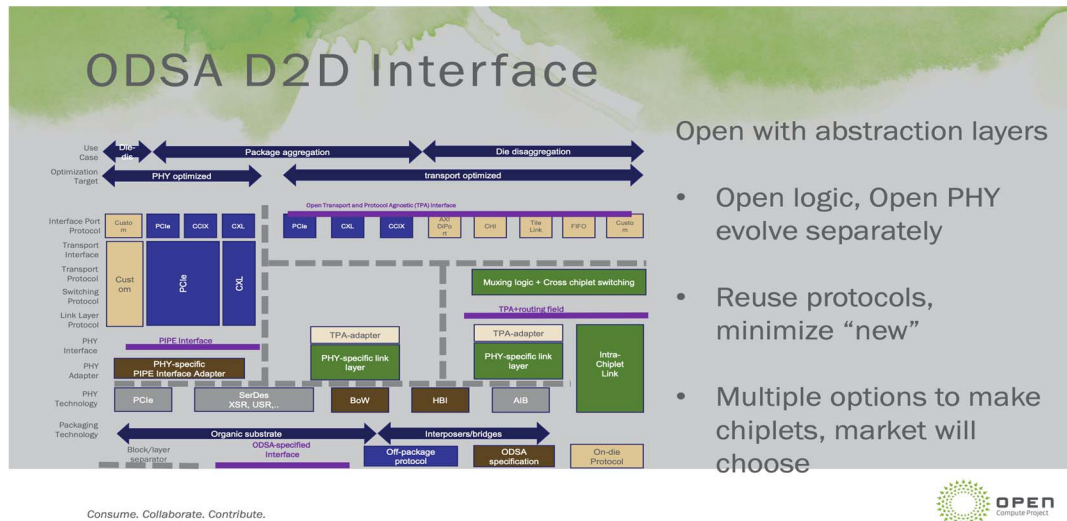 ODSA D2D Interface
Open with abstraction layers
• Open logic, Open PHY
evolve separately
• Reuse protocols,
minimize “new”
• Multiple options to make
chiplets, market will
choose
Use
Case
Die-
die
Package aggregation
Die disaggregation
Optimization
Target
PHY optimized
transport optimized
Open Transport and Protocol Agnostic (TPA) Interface
Interface Port
Protocol
Custo
m
PCIe
CCIX
CXL
PCIe
CXL
CCIX
AXI
DiPo
rt
CHI
Tile
Link
FIFO
Custo
m
Transport
Interface
Transport
Protocol
Switching
Protocol
Link Layer
Protocol
Cust
om
PCIe
CXL
Muxing logic + Cross chiplet switching
TPA+routing field
PHY
Interface
PIPE Interface
TPA-adapter
TPA-adapter
PHY
Adapter
PHY-specific
PIPE Interface Adapter
PHY-specific link
layer
PHY-specific link
layer
Intra-
Chiplet
Link
PHY
Technology
PCIe
SerDes
XSR, USR,..
BoW
HBI
AIB
Packaging
Technology
Organic substrate
Interposers/bridges
Block/layer
separator
ODSA-specified
Interface
Off-package
protocol
ODSA
specification
On-die
Protocol
Consume. Collaborate. Contribute.
OPEN
Compute Project